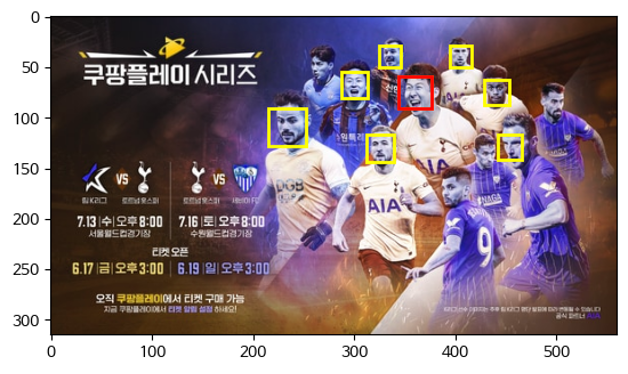 쿠팡플레이 시리즈
VS VS
팀 K리그 토트넘 홋스퍼 토트넘 홋스퍼 세비야 FC
7.13|수|오후 8:00 7.16|토|오후 8:00
서울월드컵경기장 수원월드컵경기장
티켓 오픈
6.17|금|오후 3:00 6.19|일|오후 3:00
오직 쿠팡플레이에서 티켓 구매 가능
지금 쿠팡플레이에서 티켓 알림 설정 하세요!
AIA
AIA
9
공식 파트너
0
50
100
150
200
250
300
0 100 200 300 400 500